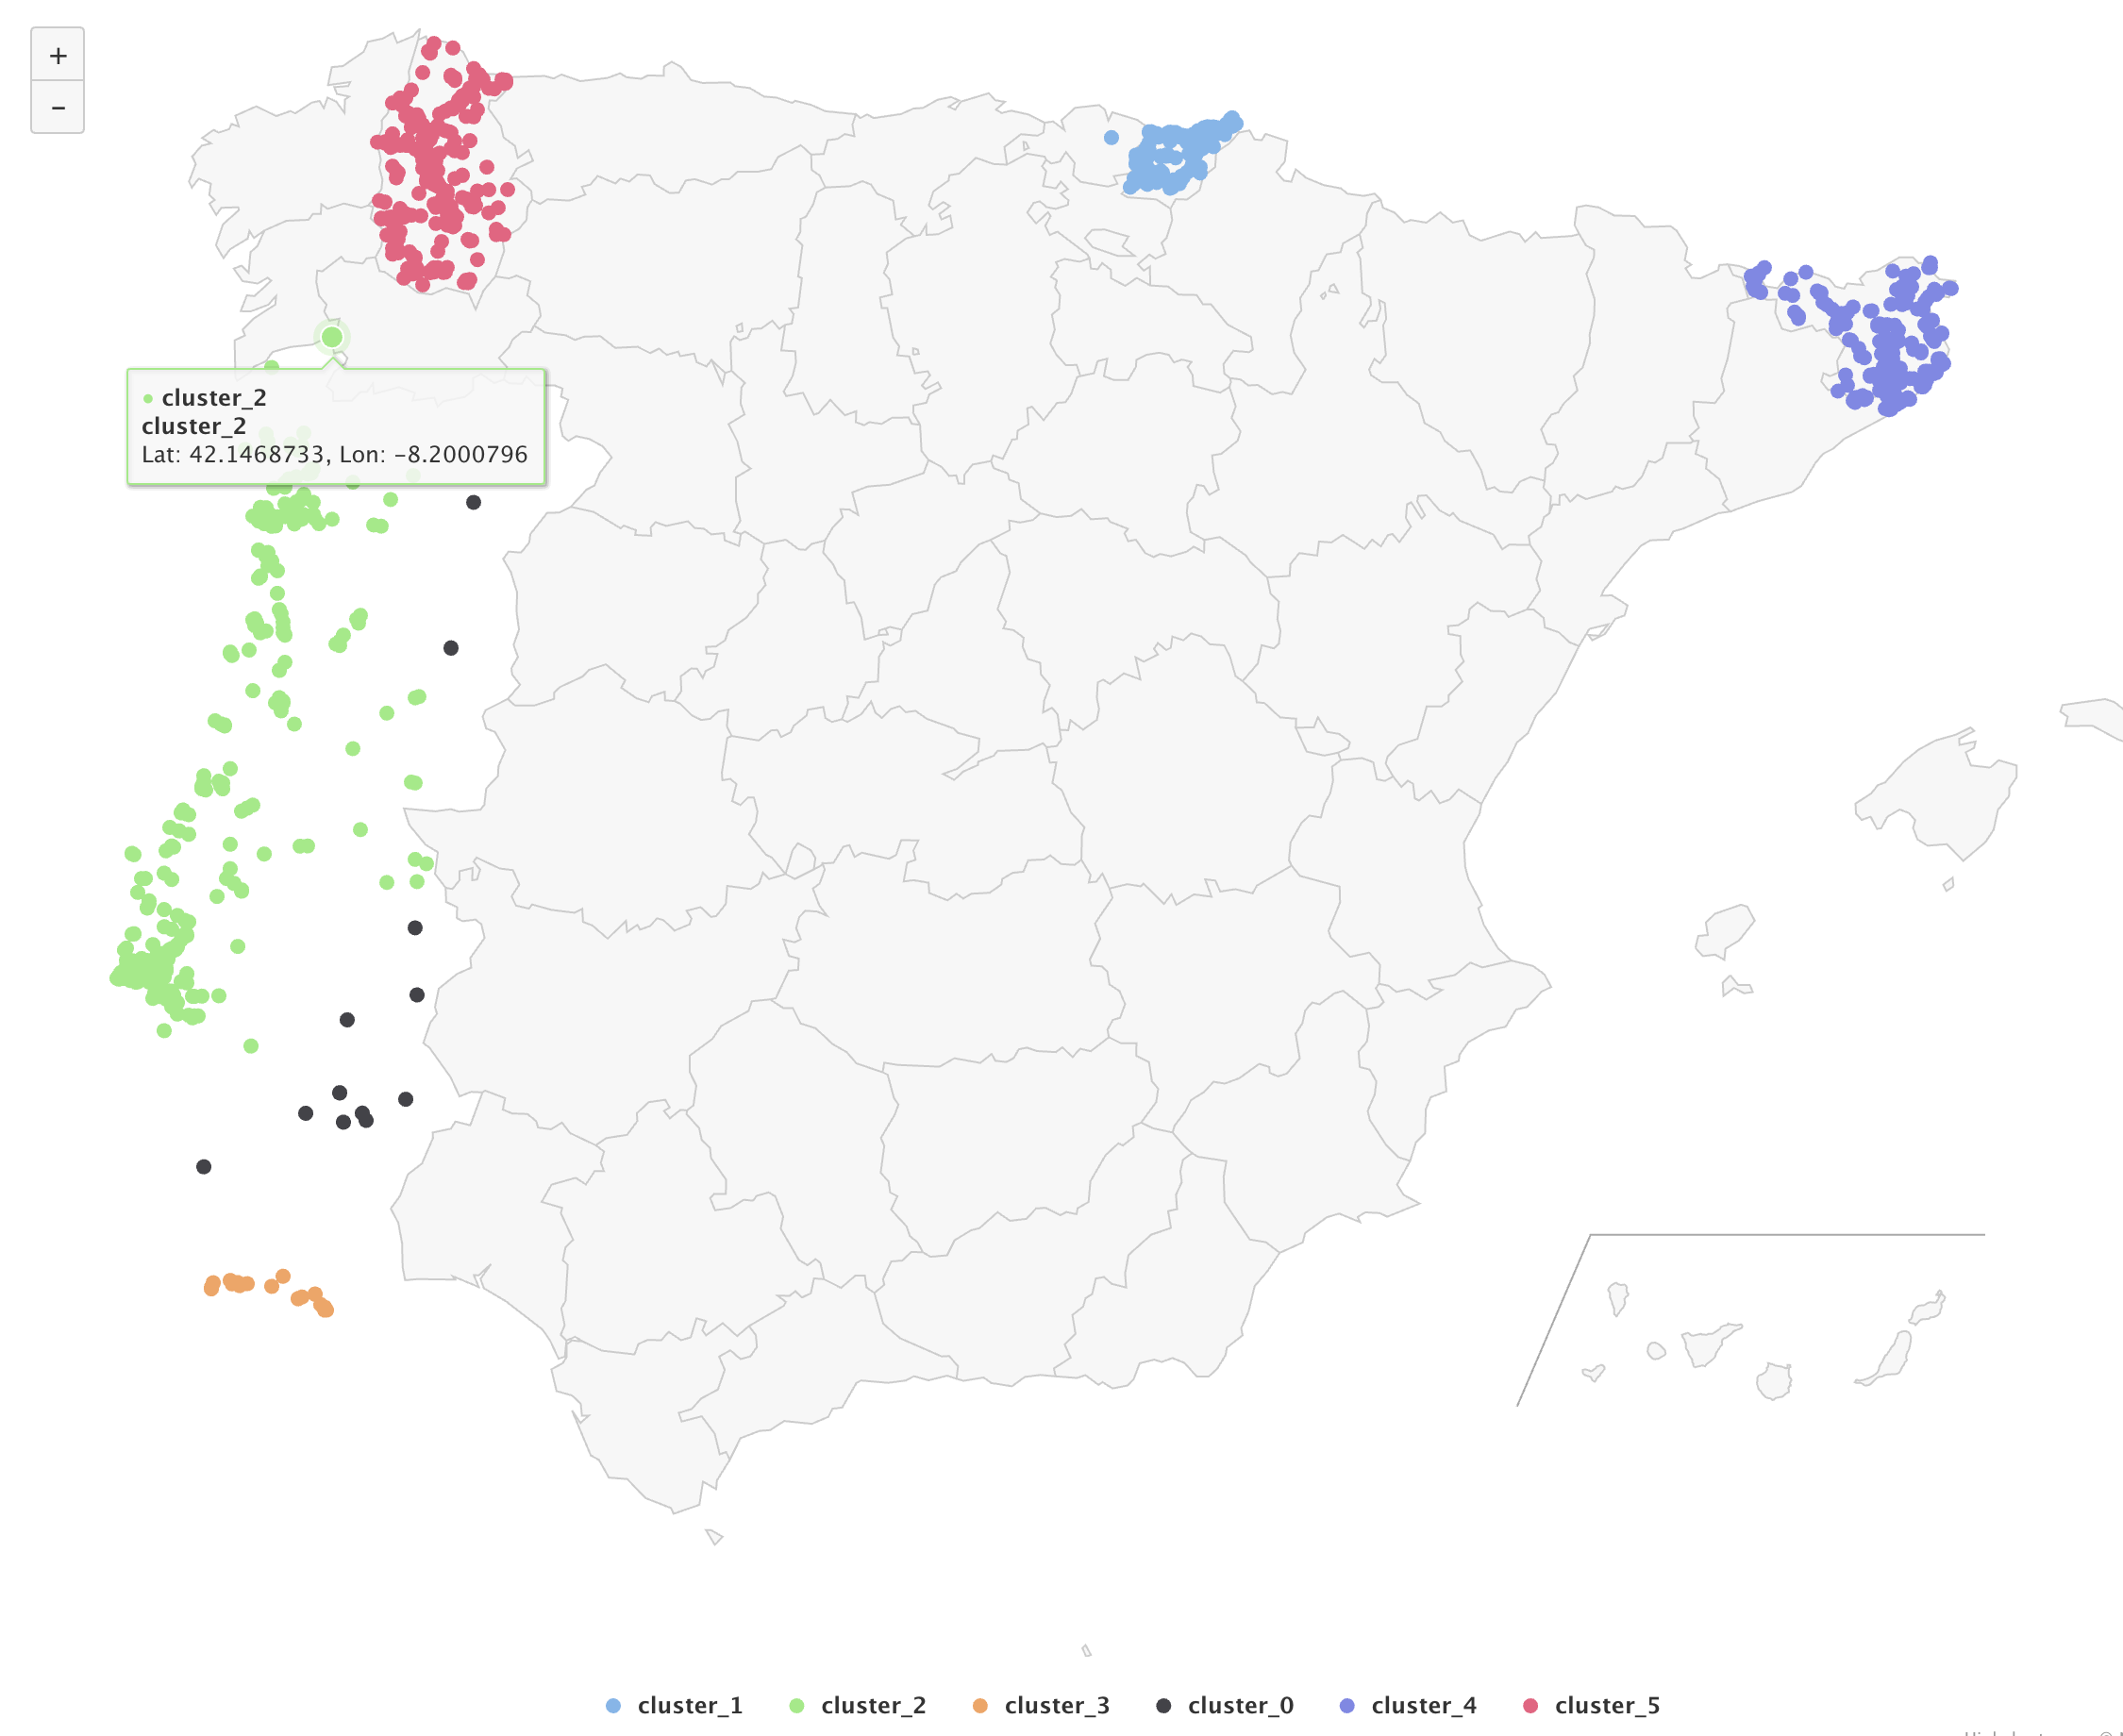 +
−
cluster_2
cluster_2
Lat: 42.1468733, Lon: −8.2000796
cluster_1 cluster_2 cluster_3 cluster_0 cluster_4 cluster_5